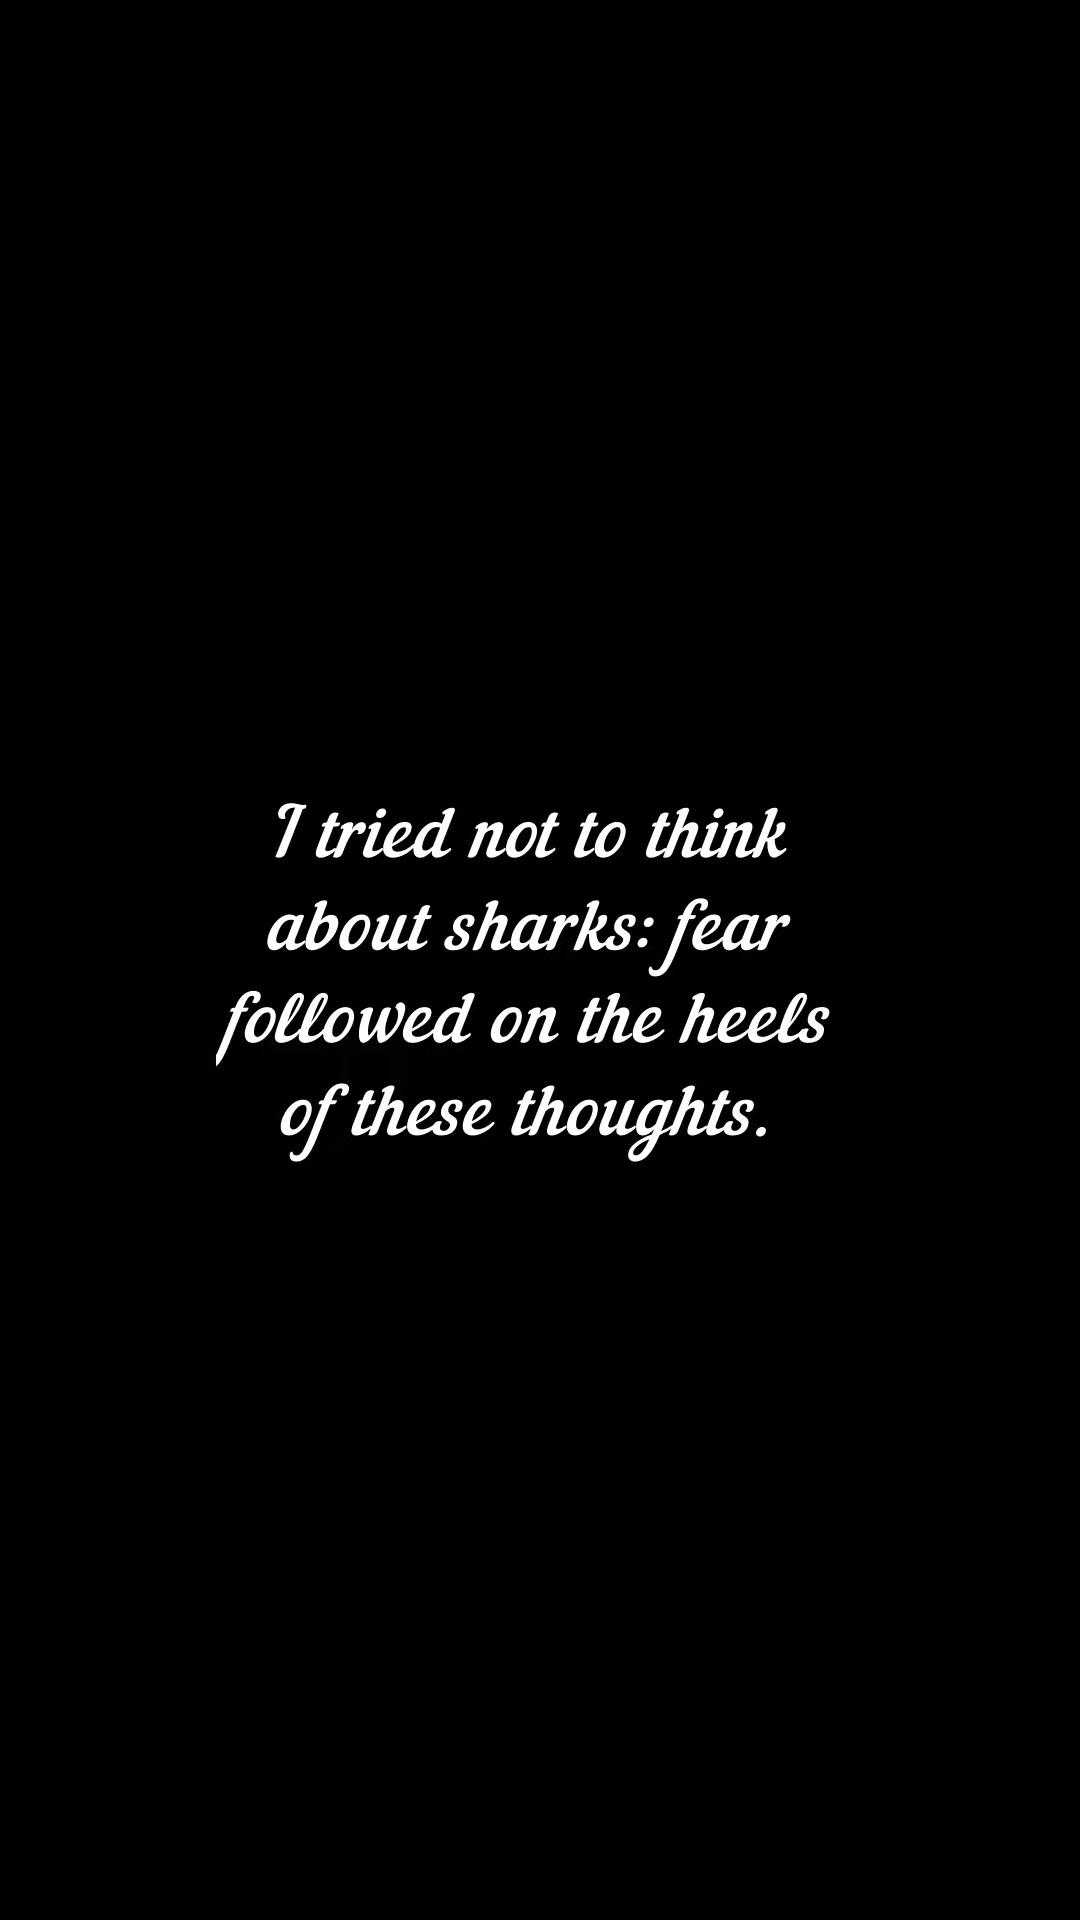 I tried not to think
about sharks: fear
followed on the heels
of these thoughts.